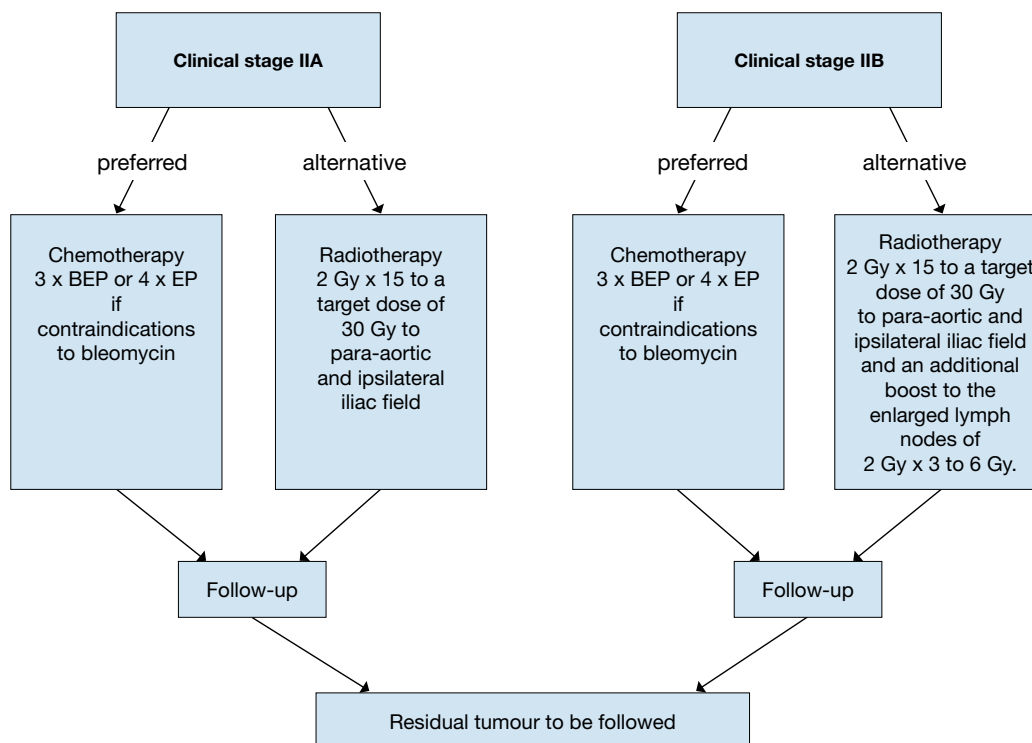 Clinical stage IIA
preferred
alternative
Chemotherapy
3 x BEP or 4 x EP
if
contraindications
to bleomycin
Radiotherapy
2 Gy x 15 to a
target dose of
30 Gy to
para-aortic
and ipsilateral
iliac field
Follow-up
Clinical stage IIB
preferred
alternative
Chemotherapy
3 x BEP or 4 x EP
if
contraindications
to bleomycin
Radiotherapy
2 Gy x 15 to a target
dose of 30 Gy
to para-aortic and
ipsilateral iliac field
and an additional
boost to the
enlarged lymph
nodes of
2 Gy x 3 to 6 Gy.
Follow-up
Residual tumour to be followed